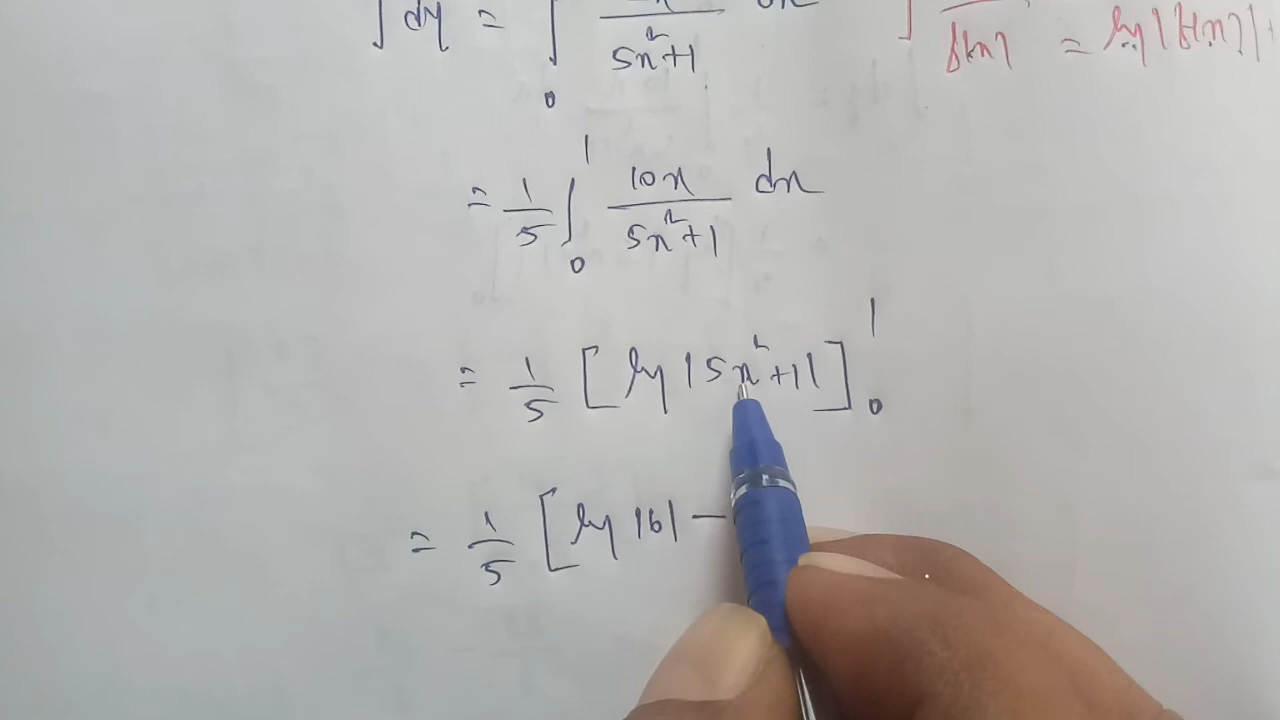 ∫dy = ∫₀ —/(5x²+1) dx ∫ —/f(x) = log|f(x)|
= 1/5 ∫₀¹ 10x/(5x²+1) dx
= 1/5 [log|5x²+1|]₀¹
= 1/5 [log|6| −